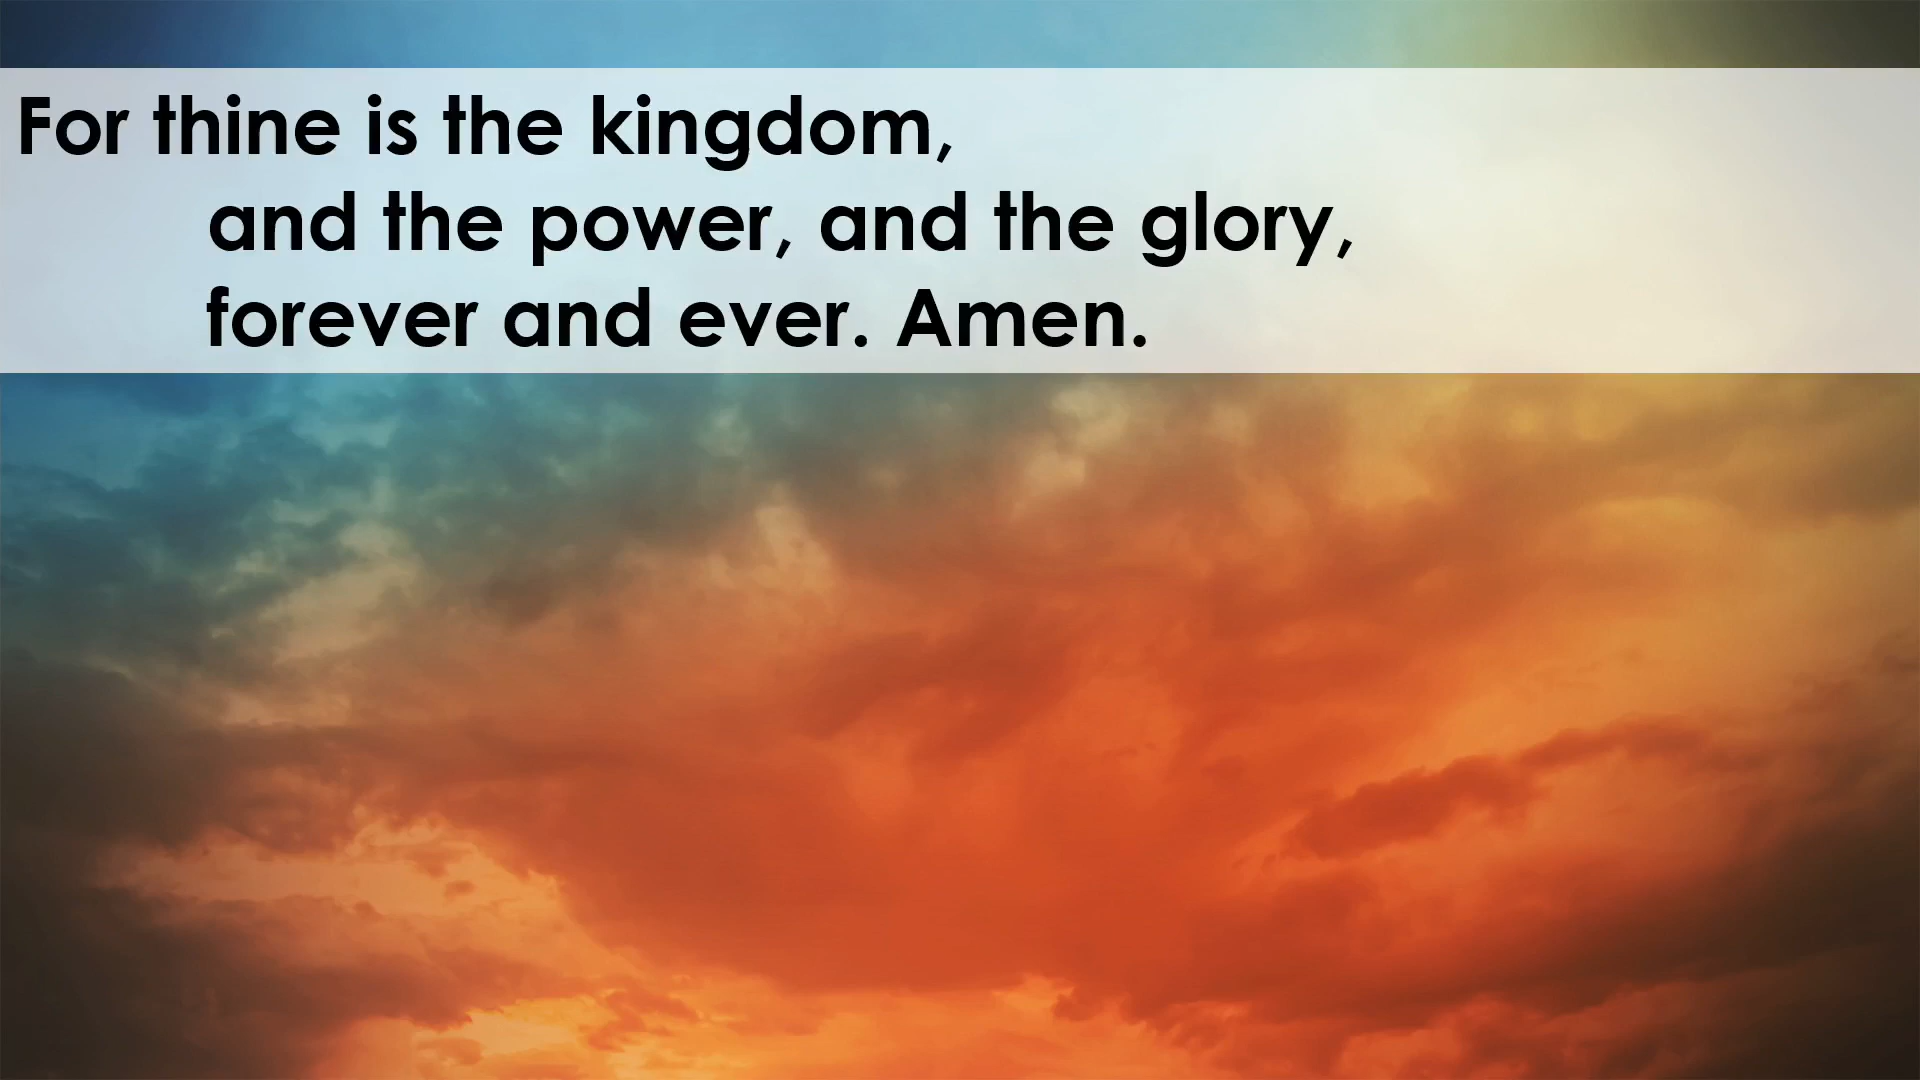 For thine is the kingdom,
and the power, and the glory,
forever and ever. Amen.